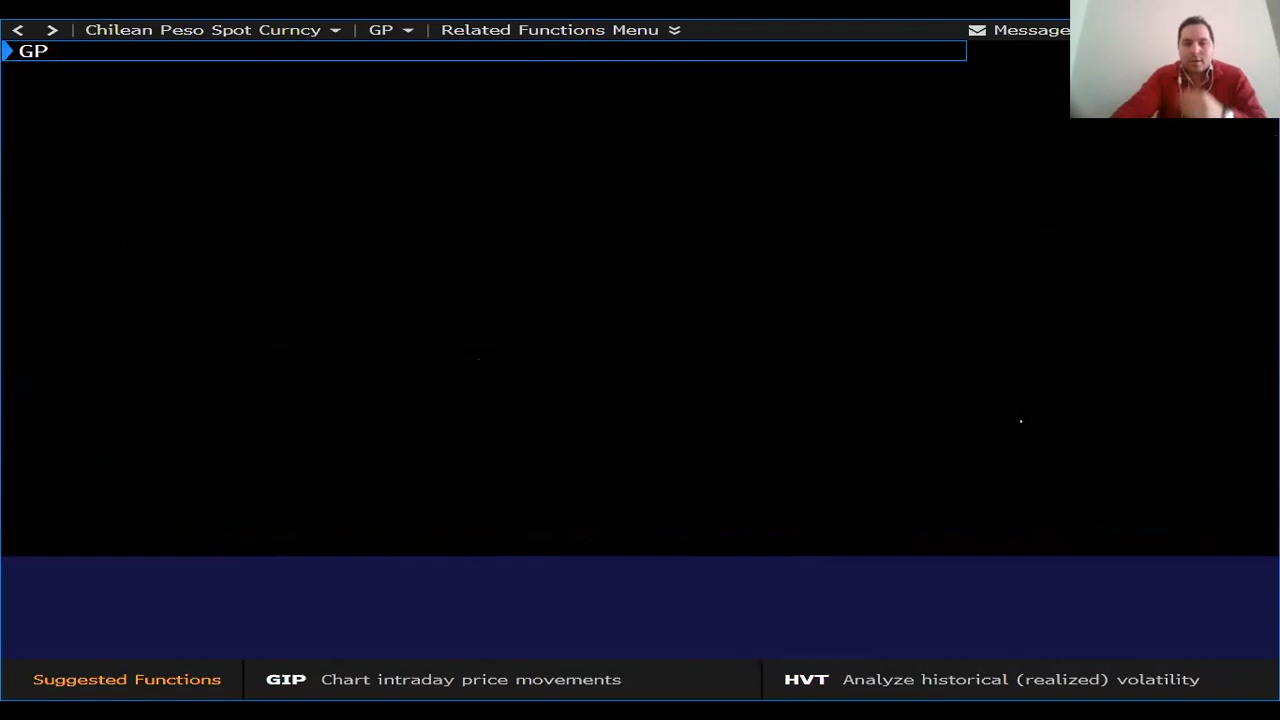 Chilean Peso Spot Curncy GP Related Functions Menu Message
GP
Suggested Functions GIP Chart intraday price movements HVT Analyze historical (realized) volatility